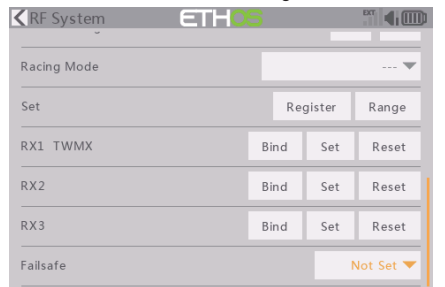 RF System ETHOS EXT
Racing Mode ---
Set Register Range
RX1 TWMX Bind Set Reset
RX2 Bind Set Reset
RX3 Bind Set Reset
Failsafe Not Set